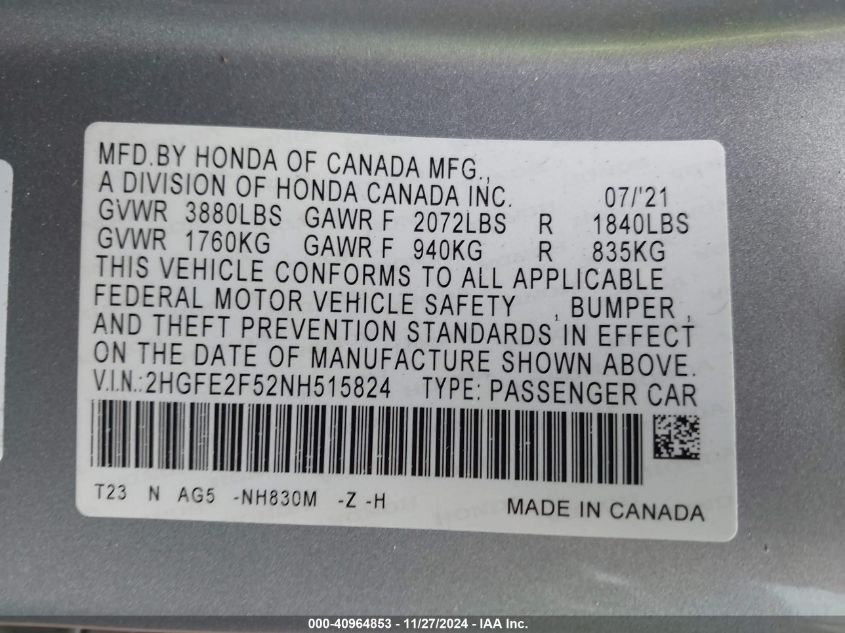 MFD.BY HONDA OF CANADA MFG.,
A DIVISION OF HONDA CANADA INC. 07/'21
GVWR 3880LBS GAWR F 2072LBS R 1840LBS
GVWR 1760KG GAWR F 940KG R 835KG
THIS VEHICLE CONFORMS TO ALL APPLICABLE
FEDERAL MOTOR VEHICLE SAFETY , BUMPER ,
AND THEFT PREVENTION STANDARDS IN EFFECT
ON THE DATE OF MANUFACTURE SHOWN ABOVE.
V.I.N.:2HGFE2F52NH515824 TYPE: PASSENGER CAR
T23 N AG5 -NH830M -Z -H
MADE IN CANADA
000-40964853 - 11/27/2024 - IAA Inc.